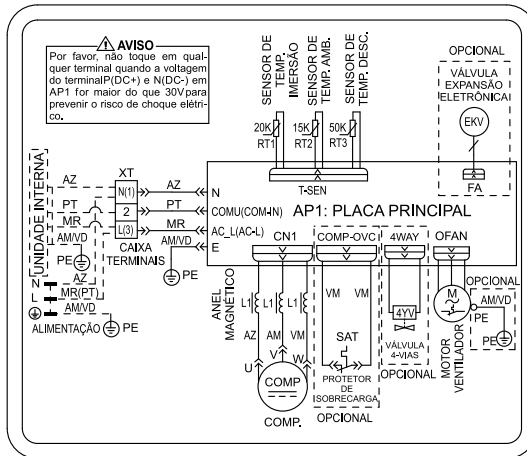 AVISO
Por favor, não toque em qual-
quer terminal quando a voltagem
do terminalP(DC+) e N(DC-) em
AP1 for maior do que 30Vpara
prevenir o risco de choque elétri-
co.
SENSOR DE
TEMP.
IMERSÃO
SENSOR DE
TEMP. AMB.
SENSOR DE
TEMP. DESC.
OPCIONAL
VÁLVULA
EXPANSÃO
ELETRÔNICA
EKV
FA
20K
RT1
15K
RT2
50K
RT3
T-SEN
AP1: PLACA PRINCIPAL
UNIDADE INTERNA
AZ
PT
MR
AM/VD
PE
XT
N(1)
2
L(3)
CAIXA
TERMINAIS
AZ
PT
MR
AM/VD
PE
N
COMU(COM-IN)
AC_L(AC-L)
E
N
L
AZ
MR(PT)
AM/VD
PE
ALIMENTAÇÃO
CN1
COMP-OVC
4WAY
OFAN
ANEL
MAGNÉTICO
L1
L1
L1
AZ
AM
VM
U
V
W
COMP
COMP.
VM
VM
SAT
PROTETOR
DE
ISOBRECARGA
OPCIONAL
4YV
VÁLVULA
4-VIAS
OPCIONAL
M
MOTOR
VENTILADOR
OPCIONAL
AM/VD
PE
PE